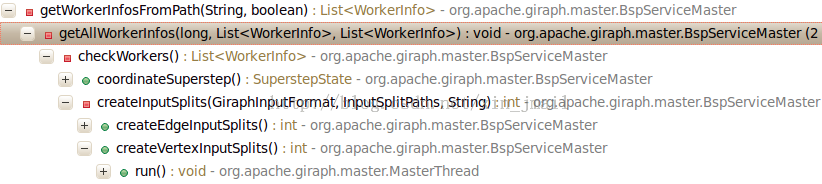 getWorkerInfosFromPath(String, boolean) : List<WorkerInfo> - org.apache.giraph.master.BspServiceMaster
getAllWorkerInfos(long, List<WorkerInfo>, List<WorkerInfo>) : void - org.apache.giraph.master.BspServiceMaster (2
checkWorkers() : List<WorkerInfo> - org.apache.giraph.master.BspServiceMaster
coordinateSuperstep() : SuperstepState - org.apache.giraph.master.BspServiceMaster
createInputSplits(GiraphInputFormat, InputSplitPaths, String) : int - org.apache.giraph.master.BspServiceMaster
createEdgeInputSplits() : int - org.apache.giraph.master.BspServiceMaster
createVertexInputSplits() : int - org.apache.giraph.master.BspServiceMaster
run() : void - org.apache.giraph.master.MasterThread